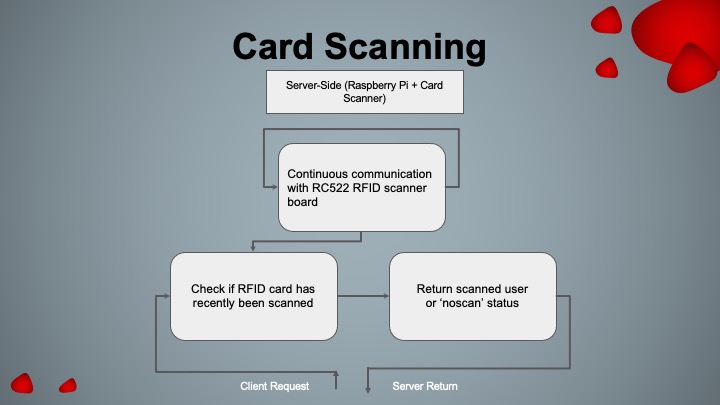 Card Scanning
Server-Side (Raspberry Pi + Card
Scanner)
Continuous communication
with RC522 RFID scanner
board
Check if RFID card has
recently been scanned
Return scanned user
or ‘noscan’ status
Client Request
Server Return